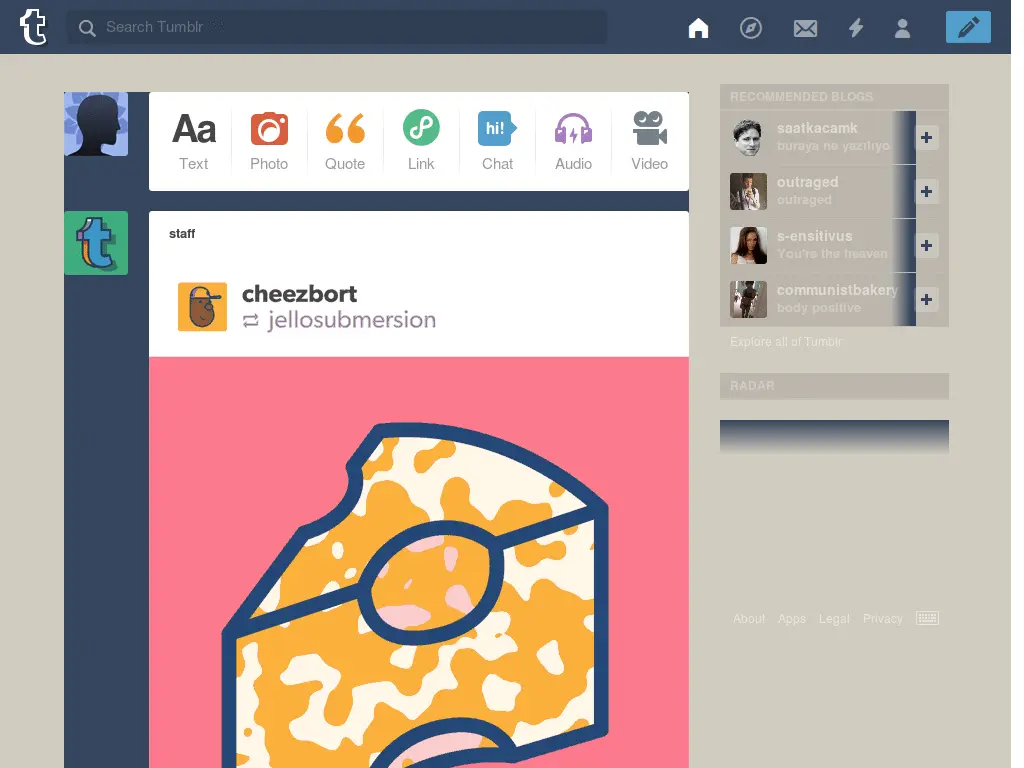 Search Tumblr
Aa
hi!
Text
Photo
Quote
Link
Chat
Audio
Video
staff
cheezbort
jellosubmersion
RECOMMENDED BLOGS
saatkacamk
buraya ne yaziliyo
outraged
outraged
s-ensitivus
You're the heaven
communistbakery
body positive
Explore all of Tumblr
RADAR
About Apps Legal Privacy